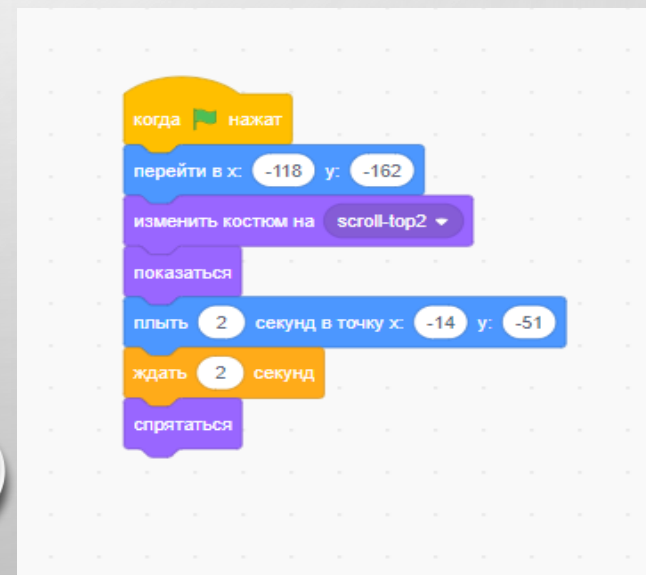 когда нажат
перейти в x: -118 y: -162
изменить костюм на scroll-top2
показаться
плыть 2 секунд в точку x: -14 y: -51
ждать 2 секунд
спрятаться